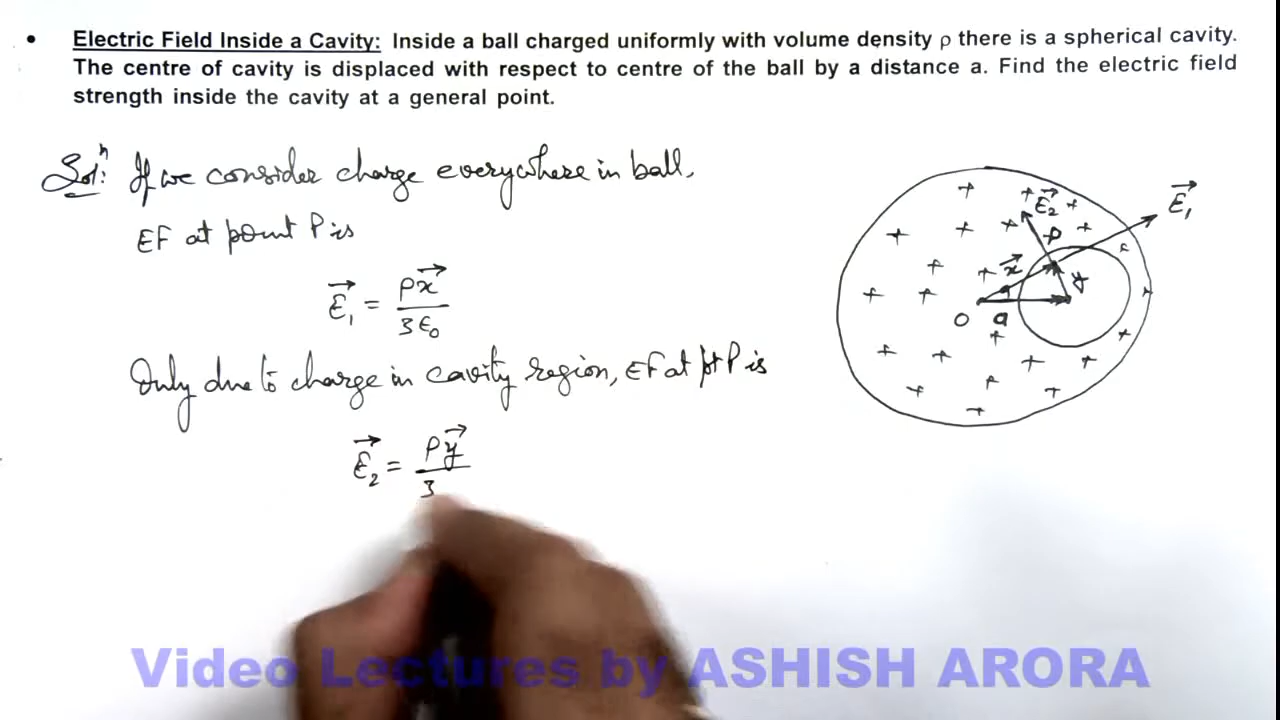 • Electric Field Inside a Cavity: Inside a ball charged uniformly with volume density ρ there is a spherical cavity.
The centre of cavity is displaced with respect to centre of the ball by a distance a. Find the electric field
strength inside the cavity at a general point.
Solⁿ: If we consider charge everywhere in ball,
EF at point P is
E⃗₁ = ρx⃗ / 3ε₀
Only due to charge in cavity region, EF at pt P is
E⃗₂ = ρy⃗ / 3
E⃗₂
E⃗₁
P
x⃗
y
O a
Video Lectures by ASHISH ARORA